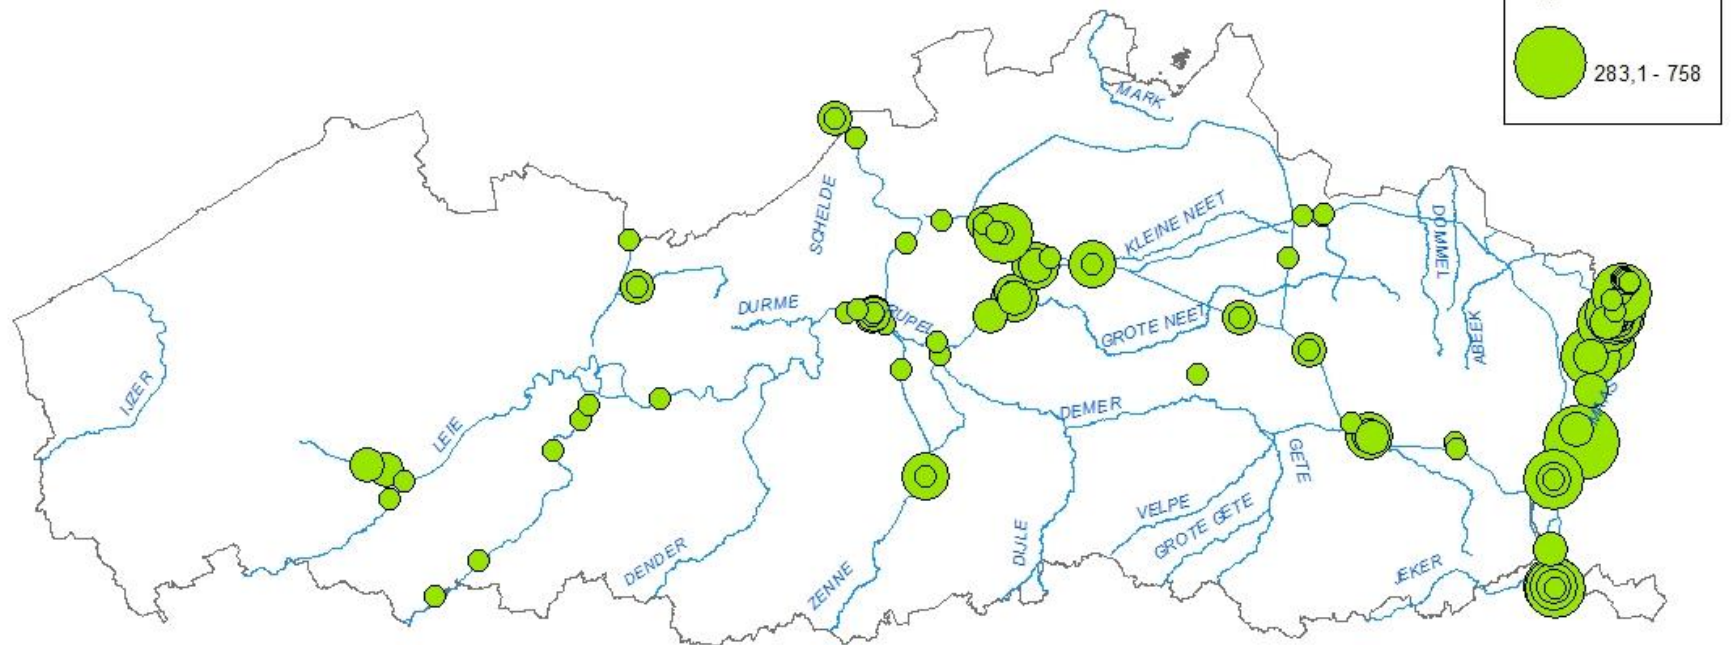 283,1 - 758
MARK
SCHELDE
KLEINE NEET
DOMMEL
DURME
RUPEL
GROTE NEET
ABEEK
IJZER
LEIE
DEMER
MAAS
GETE
VELPE
GROTE GETE
DENDER
ZENNE
DIJLE
JEKER